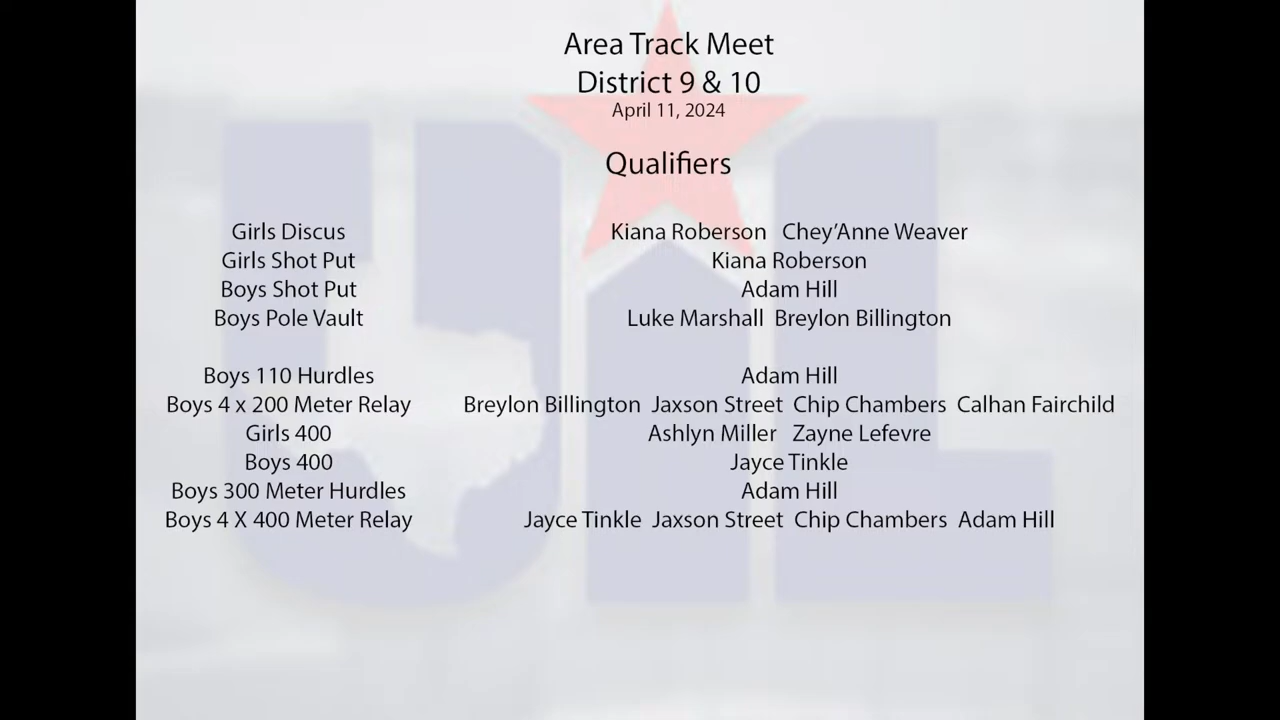 Area Track Meet
District 9 & 10
April 11, 2024
Qualifiers
Girls Discus Kiana Roberson Chey’Anne Weaver
Girls Shot Put Kiana Roberson
Boys Shot Put Adam Hill
Boys Pole Vault Luke Marshall Breylon Billington
Boys 110 Hurdles Adam Hill
Boys 4 x 200 Meter Relay Breylon Billington Jaxson Street Chip Chambers Calhan Fairchild
Girls 400 Ashlyn Miller Zayne Lefevre
Boys 400 Jayce Tinkle
Boys 300 Meter Hurdles Adam Hill
Boys 4 X 400 Meter Relay Jayce Tinkle Jaxson Street Chip Chambers Adam Hill
UIL